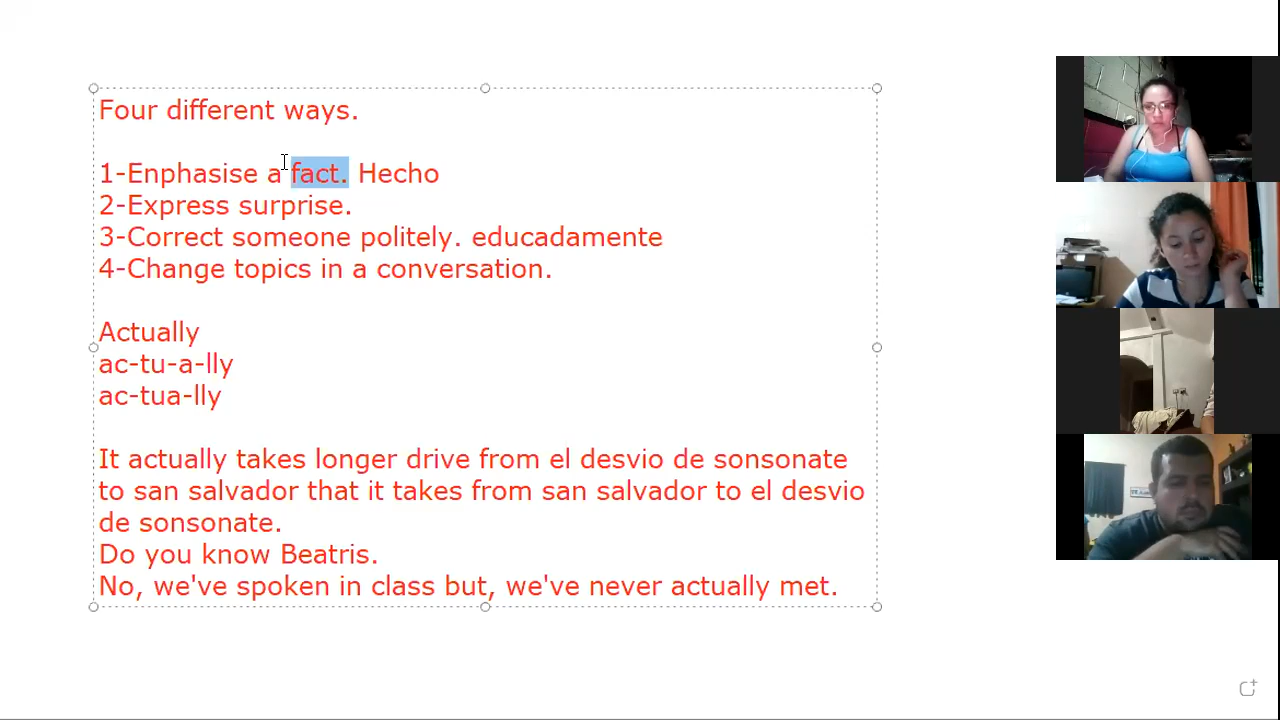 Four different ways.
1-Enphasise a fact. Hecho
2-Express surprise.
3-Correct someone politely. educadamente
4-Change topics in a conversation.
Actually
ac-tu-a-lly
ac-tua-lly
It actually takes longer drive from el desvio de sonsonate
to san salvador that it takes from san salvador to el desvio
de sonsonate.
Do you know Beatris.
No, we've spoken in class but, we've never actually met.